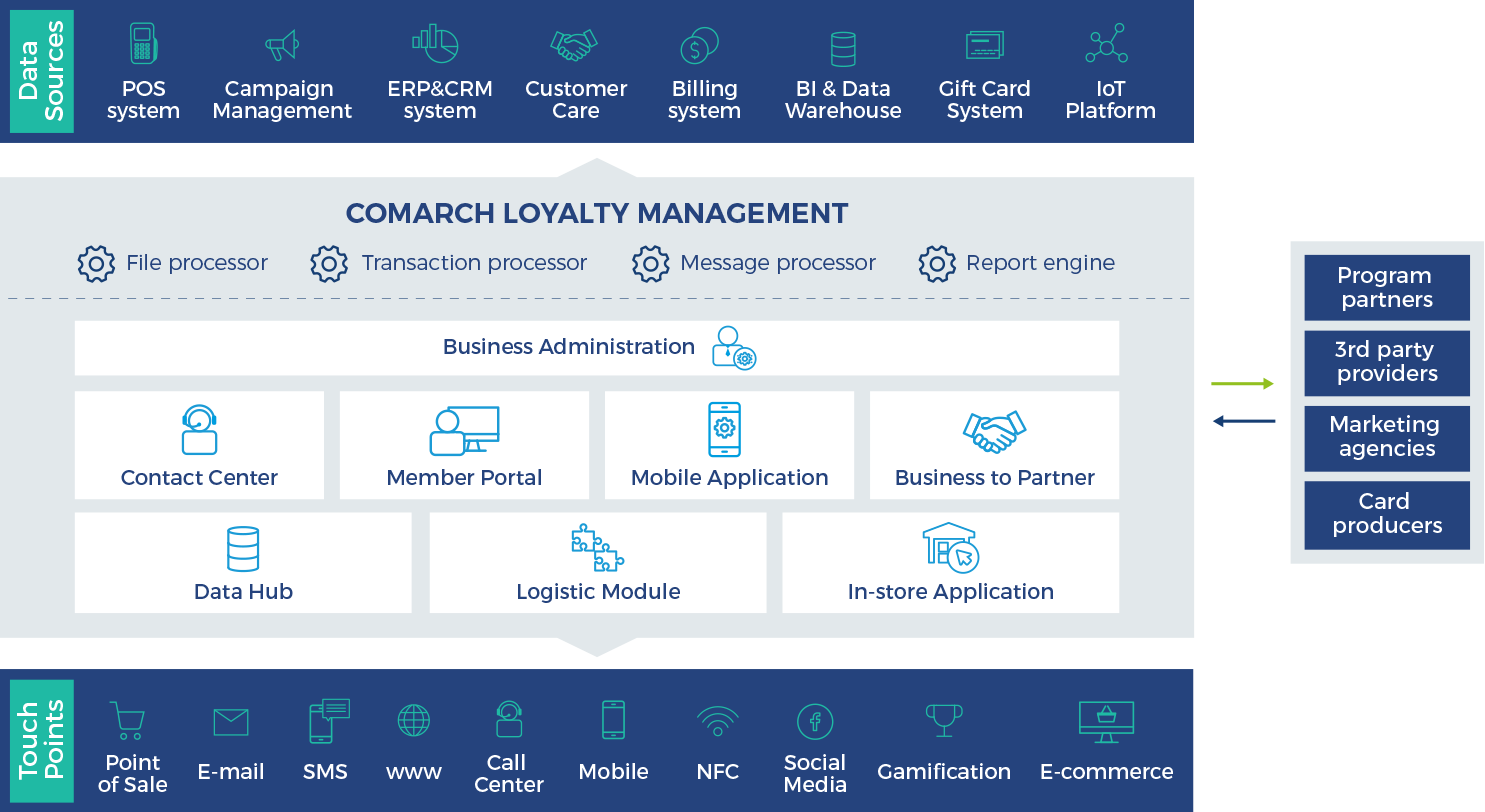 Data
Sources
POS
system
Campaign
Management
ERP&CRM
system
Customer
Care
Billing
system
BI & Data
Warehouse
Gift Card
System
IoT
Platform
COMARCH LOYALTY MANAGEMENT
File processor
Transaction processor
Message processor
Report engine
Business Administration
Contact Center
Member Portal
Mobile Application
Business to Partner
Data Hub
Logistic Module
In-store Application
Program
partners
3rd party
providers
Marketing
agencies
Card
producers
Touch
Points
Point
of Sale
E-mail
SMS
www
Call
Center
Mobile
NFC
Social
Media
Gamification
E-commerce